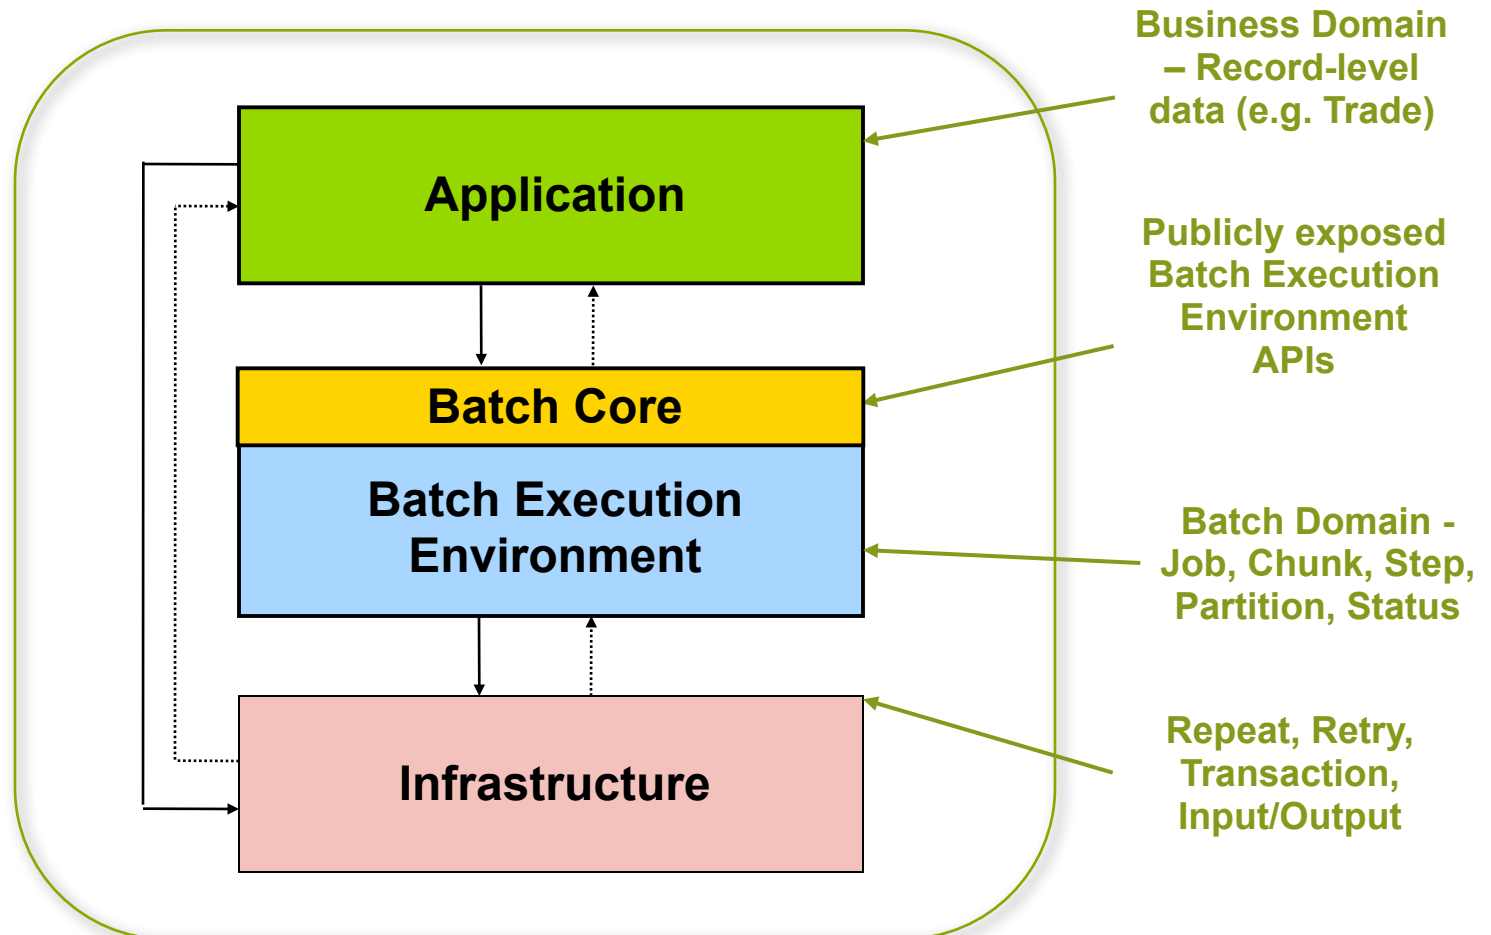 Business Domain
– Record-level
data (e.g. Trade)
Application
Publicly exposed
Batch Execution
Environment
APIs
Batch Core
Batch Execution
Environment
Batch Domain -
Job, Chunk, Step,
Partition, Status
Infrastructure
Repeat, Retry,
Transaction,
Input/Output